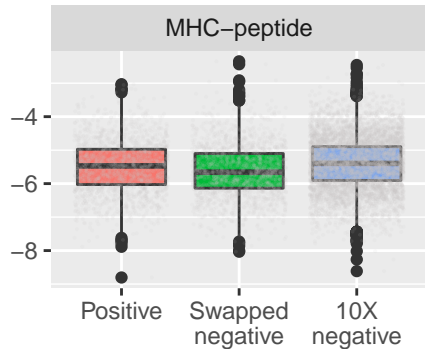 MHC−peptide
−4
−6
−8
Positive
Swapped
negative
10X
negative